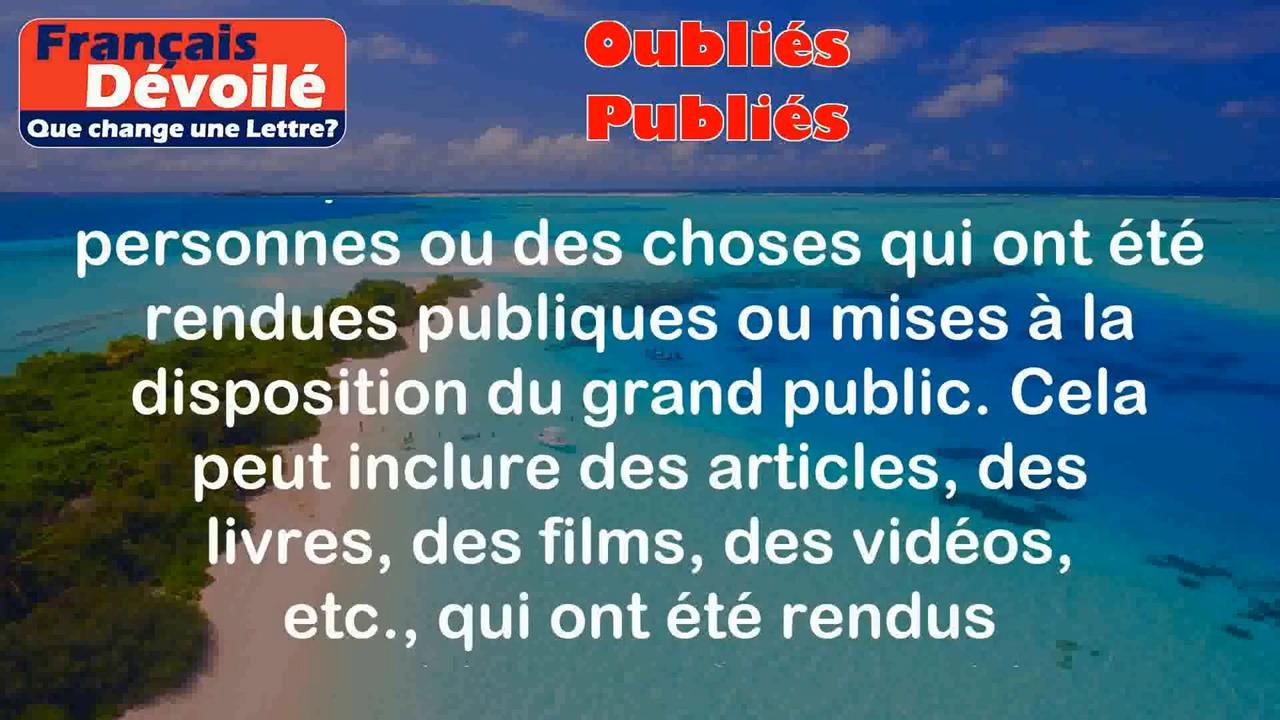 Français
Dévoilé
Que change une Lettre?
Oubliés
Publiés
personnes ou des choses qui ont été
rendues publiques ou mises à la
disposition du grand public. Cela
peut inclure des articles, des
livres, des films, des vidéos,
etc., qui ont été rendus